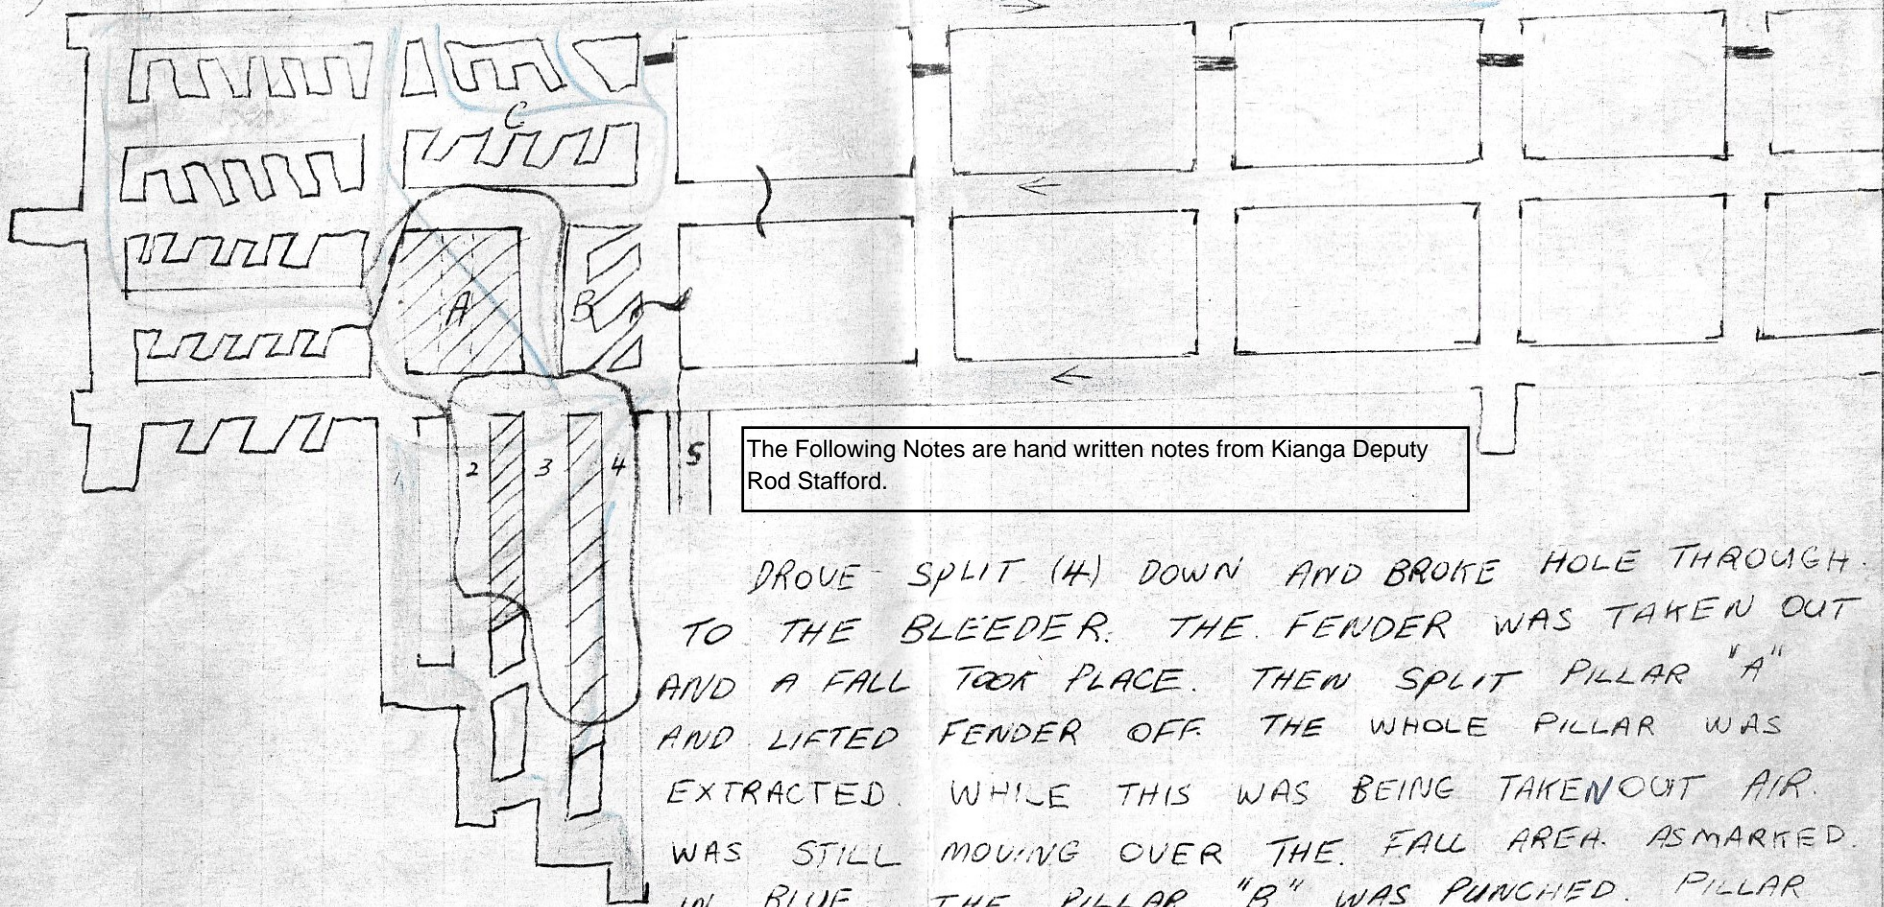 C
A
B
1
2
3
4
5
The Following Notes are hand written notes from Kianga Deputy
Rod Stafford.
DROVE SPLIT (4) DOWN AND BROKE HOLE THROUGH.
TO THE BLEEDER. THE. FENDER WAS TAKEN OUT
AND A FALL TOOK PLACE. THEN SPLIT PILLAR "A"
AND LIFTED FENDER OFF. THE WHOLE PILLAR WAS
EXTRACTED. WHILE THIS WAS BEING TAKEN OUT AIR.
WAS STILL MOVING OVER THE. FALL AREA. AS MARKED.
IN BLUE THE PILLAR "B" WAS PUNCHED. PILLAR